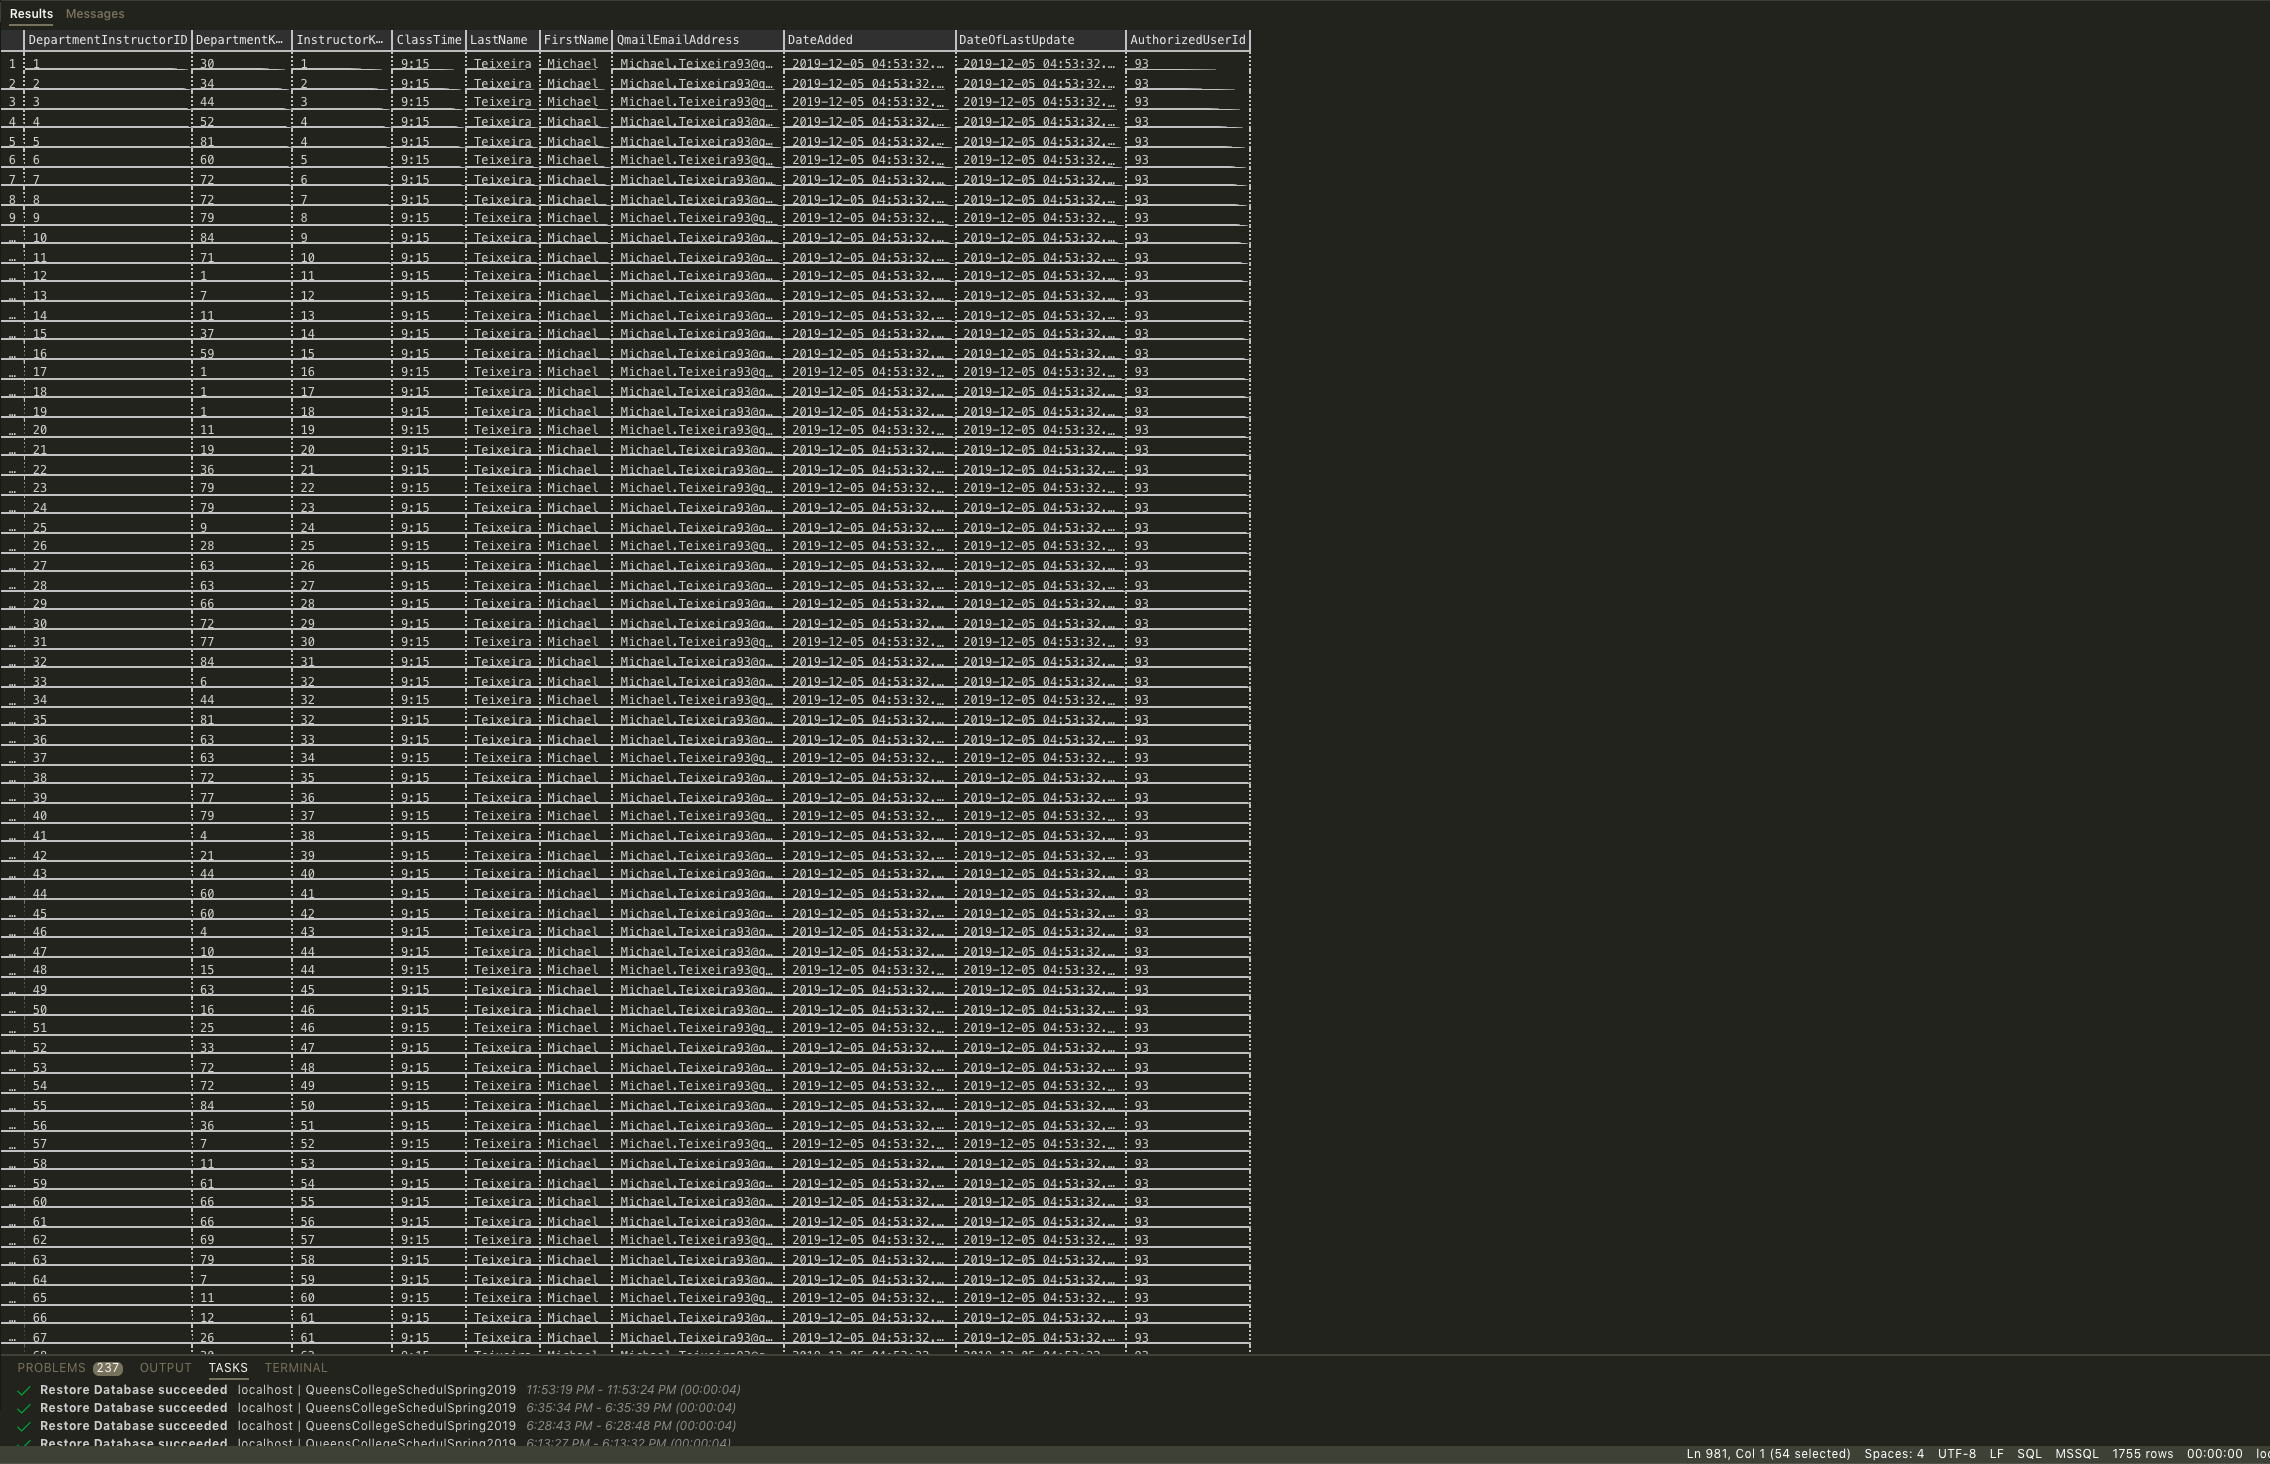 Results Messages
DepartmentInstructorID DepartmentK… InstructorK… ClassTime LastName FirstName QmailEmailAddress DateAdded DateOfLastUpdate AuthorizedUserId
1 1 30 1 9:15 Teixeira Michael Michael.Teixeira93@q… 2019-12-05 04:53:32.… 2019-12-05 04:53:32.… 93
2 2 34 2 9:15 Teixeira Michael Michael.Teixeira93@q… 2019-12-05 04:53:32.… 2019-12-05 04:53:32.… 93
3 3 44 3 9:15 Teixeira Michael Michael.Teixeira93@q… 2019-12-05 04:53:32.… 2019-12-05 04:53:32.… 93
4 4 52 4 9:15 Teixeira Michael Michael.Teixeira93@q… 2019-12-05 04:53:32.… 2019-12-05 04:53:32.… 93
5 5 81 4 9:15 Teixeira Michael Michael.Teixeira93@q… 2019-12-05 04:53:32.… 2019-12-05 04:53:32.… 93
6 6 60 5 9:15 Teixeira Michael Michael.Teixeira93@q… 2019-12-05 04:53:32.… 2019-12-05 04:53:32.… 93
7 7 72 6 9:15 Teixeira Michael Michael.Teixeira93@q… 2019-12-05 04:53:32.… 2019-12-05 04:53:32.… 93
8 8 72 7 9:15 Teixeira Michael Michael.Teixeira93@q… 2019-12-05 04:53:32.… 2019-12-05 04:53:32.… 93
9 9 79 8 9:15 Teixeira Michael Michael.Teixeira93@q… 2019-12-05 04:53:32.… 2019-12-05 04:53:32.… 93
… 10 84 9 9:15 Teixeira Michael Michael.Teixeira93@q… 2019-12-05 04:53:32.… 2019-12-05 04:53:32.… 93
… 11 71 10 9:15 Teixeira Michael Michael.Teixeira93@q… 2019-12-05 04:53:32.… 2019-12-05 04:53:32.… 93
… 12 1 11 9:15 Teixeira Michael Michael.Teixeira93@q… 2019-12-05 04:53:32.… 2019-12-05 04:53:32.… 93
… 13 7 12 9:15 Teixeira Michael Michael.Teixeira93@q… 2019-12-05 04:53:32.… 2019-12-05 04:53:32.… 93
… 14 11 13 9:15 Teixeira Michael Michael.Teixeira93@q… 2019-12-05 04:53:32.… 2019-12-05 04:53:32.… 93
… 15 37 14 9:15 Teixeira Michael Michael.Teixeira93@q… 2019-12-05 04:53:32.… 2019-12-05 04:53:32.… 93
… 16 59 15 9:15 Teixeira Michael Michael.Teixeira93@q… 2019-12-05 04:53:32.… 2019-12-05 04:53:32.… 93
… 17 1 16 9:15 Teixeira Michael Michael.Teixeira93@q… 2019-12-05 04:53:32.… 2019-12-05 04:53:32.… 93
… 18 1 17 9:15 Teixeira Michael Michael.Teixeira93@q… 2019-12-05 04:53:32.… 2019-12-05 04:53:32.… 93
… 19 1 18 9:15 Teixeira Michael Michael.Teixeira93@q… 2019-12-05 04:53:32.… 2019-12-05 04:53:32.… 93
… 20 11 19 9:15 Teixeira Michael Michael.Teixeira93@q… 2019-12-05 04:53:32.… 2019-12-05 04:53:32.… 93
… 21 19 20 9:15 Teixeira Michael Michael.Teixeira93@q… 2019-12-05 04:53:32.… 2019-12-05 04:53:32.… 93
… 22 36 21 9:15 Teixeira Michael Michael.Teixeira93@q… 2019-12-05 04:53:32.… 2019-12-05 04:53:32.… 93
… 23 79 22 9:15 Teixeira Michael Michael.Teixeira93@q… 2019-12-05 04:53:32.… 2019-12-05 04:53:32.… 93
… 24 79 23 9:15 Teixeira Michael Michael.Teixeira93@q… 2019-12-05 04:53:32.… 2019-12-05 04:53:32.… 93
… 25 9 24 9:15 Teixeira Michael Michael.Teixeira93@q… 2019-12-05 04:53:32.… 2019-12-05 04:53:32.… 93
… 26 28 25 9:15 Teixeira Michael Michael.Teixeira93@q… 2019-12-05 04:53:32.… 2019-12-05 04:53:32.… 93
… 27 63 26 9:15 Teixeira Michael Michael.Teixeira93@q… 2019-12-05 04:53:32.… 2019-12-05 04:53:32.… 93
… 28 63 27 9:15 Teixeira Michael Michael.Teixeira93@q… 2019-12-05 04:53:32.… 2019-12-05 04:53:32.… 93
… 29 66 28 9:15 Teixeira Michael Michael.Teixeira93@q… 2019-12-05 04:53:32.… 2019-12-05 04:53:32.… 93
… 30 72 29 9:15 Teixeira Michael Michael.Teixeira93@q… 2019-12-05 04:53:32.… 2019-12-05 04:53:32.… 93
… 31 77 30 9:15 Teixeira Michael Michael.Teixeira93@q… 2019-12-05 04:53:32.… 2019-12-05 04:53:32.… 93
… 32 84 31 9:15 Teixeira Michael Michael.Teixeira93@q… 2019-12-05 04:53:32.… 2019-12-05 04:53:32.… 93
… 33 6 32 9:15 Teixeira Michael Michael.Teixeira93@q… 2019-12-05 04:53:32.… 2019-12-05 04:53:32.… 93
… 34 44 32 9:15 Teixeira Michael Michael.Teixeira93@q… 2019-12-05 04:53:32.… 2019-12-05 04:53:32.… 93
… 35 81 32 9:15 Teixeira Michael Michael.Teixeira93@q… 2019-12-05 04:53:32.… 2019-12-05 04:53:32.… 93
… 36 63 33 9:15 Teixeira Michael Michael.Teixeira93@q… 2019-12-05 04:53:32.… 2019-12-05 04:53:32.… 93
… 37 63 34 9:15 Teixeira Michael Michael.Teixeira93@q… 2019-12-05 04:53:32.… 2019-12-05 04:53:32.… 93
… 38 72 35 9:15 Teixeira Michael Michael.Teixeira93@q… 2019-12-05 04:53:32.… 2019-12-05 04:53:32.… 93
… 39 77 36 9:15 Teixeira Michael Michael.Teixeira93@q… 2019-12-05 04:53:32.… 2019-12-05 04:53:32.… 93
… 40 79 37 9:15 Teixeira Michael Michael.Teixeira93@q… 2019-12-05 04:53:32.… 2019-12-05 04:53:32.… 93
… 41 4 38 9:15 Teixeira Michael Michael.Teixeira93@q… 2019-12-05 04:53:32.… 2019-12-05 04:53:32.… 93
… 42 21 39 9:15 Teixeira Michael Michael.Teixeira93@q… 2019-12-05 04:53:32.… 2019-12-05 04:53:32.… 93
… 43 44 40 9:15 Teixeira Michael Michael.Teixeira93@q… 2019-12-05 04:53:32.… 2019-12-05 04:53:32.… 93
… 44 60 41 9:15 Teixeira Michael Michael.Teixeira93@q… 2019-12-05 04:53:32.… 2019-12-05 04:53:32.… 93
… 45 60 42 9:15 Teixeira Michael Michael.Teixeira93@q… 2019-12-05 04:53:32.… 2019-12-05 04:53:32.… 93
… 46 4 43 9:15 Teixeira Michael Michael.Teixeira93@q… 2019-12-05 04:53:32.… 2019-12-05 04:53:32.… 93
… 47 10 44 9:15 Teixeira Michael Michael.Teixeira93@q… 2019-12-05 04:53:32.… 2019-12-05 04:53:32.… 93
… 48 15 44 9:15 Teixeira Michael Michael.Teixeira93@q… 2019-12-05 04:53:32.… 2019-12-05 04:53:32.… 93
… 49 63 45 9:15 Teixeira Michael Michael.Teixeira93@q… 2019-12-05 04:53:32.… 2019-12-05 04:53:32.… 93
… 50 16 46 9:15 Teixeira Michael Michael.Teixeira93@q… 2019-12-05 04:53:32.… 2019-12-05 04:53:32.… 93
… 51 25 46 9:15 Teixeira Michael Michael.Teixeira93@q… 2019-12-05 04:53:32.… 2019-12-05 04:53:32.… 93
… 52 33 47 9:15 Teixeira Michael Michael.Teixeira93@q… 2019-12-05 04:53:32.… 2019-12-05 04:53:32.… 93
… 53 72 48 9:15 Teixeira Michael Michael.Teixeira93@q… 2019-12-05 04:53:32.… 2019-12-05 04:53:32.… 93
… 54 72 49 9:15 Teixeira Michael Michael.Teixeira93@q… 2019-12-05 04:53:32.… 2019-12-05 04:53:32.… 93
… 55 84 50 9:15 Teixeira Michael Michael.Teixeira93@q… 2019-12-05 04:53:32.… 2019-12-05 04:53:32.… 93
… 56 36 51 9:15 Teixeira Michael Michael.Teixeira93@q… 2019-12-05 04:53:32.… 2019-12-05 04:53:32.… 93
… 57 7 52 9:15 Teixeira Michael Michael.Teixeira93@q… 2019-12-05 04:53:32.… 2019-12-05 04:53:32.… 93
… 58 11 53 9:15 Teixeira Michael Michael.Teixeira93@q… 2019-12-05 04:53:32.… 2019-12-05 04:53:32.… 93
… 59 61 54 9:15 Teixeira Michael Michael.Teixeira93@q… 2019-12-05 04:53:32.… 2019-12-05 04:53:32.… 93
… 60 66 55 9:15 Teixeira Michael Michael.Teixeira93@q… 2019-12-05 04:53:32.… 2019-12-05 04:53:32.… 93
… 61 66 56 9:15 Teixeira Michael Michael.Teixeira93@q… 2019-12-05 04:53:32.… 2019-12-05 04:53:32.… 93
… 62 69 57 9:15 Teixeira Michael Michael.Teixeira93@q… 2019-12-05 04:53:32.… 2019-12-05 04:53:32.… 93
… 63 79 58 9:15 Teixeira Michael Michael.Teixeira93@q… 2019-12-05 04:53:32.… 2019-12-05 04:53:32.… 93
… 64 7 59 9:15 Teixeira Michael Michael.Teixeira93@q… 2019-12-05 04:53:32.… 2019-12-05 04:53:32.… 93
… 65 11 60 9:15 Teixeira Michael Michael.Teixeira93@q… 2019-12-05 04:53:32.… 2019-12-05 04:53:32.… 93
… 66 12 61 9:15 Teixeira Michael Michael.Teixeira93@q… 2019-12-05 04:53:32.… 2019-12-05 04:53:32.… 93
… 67 26 61 9:15 Teixeira Michael Michael.Teixeira93@q… 2019-12-05 04:53:32.… 2019-12-05 04:53:32.… 93
PROBLEMS 237 OUTPUT TASKS TERMINAL
Restore Database succeeded localhost | QueensCollegeSchedulSpring2019 11:53:19 PM - 11:53:24 PM (00:00:04)
Restore Database succeeded localhost | QueensCollegeSchedulSpring2019 6:35:34 PM - 6:35:39 PM (00:00:04)
Restore Database succeeded localhost | QueensCollegeSchedulSpring2019 6:28:43 PM - 6:28:48 PM (00:00:04)
Restore Database succeeded localhost | QueensCollegeSchedulSpring2019 6:13:27 PM - 6:13:32 PM (00:00:04)
Ln 981, Col 1 (54 selected) Spaces: 4 UTF-8 LF SQL MSSQL 1755 rows 00:00:00 loc